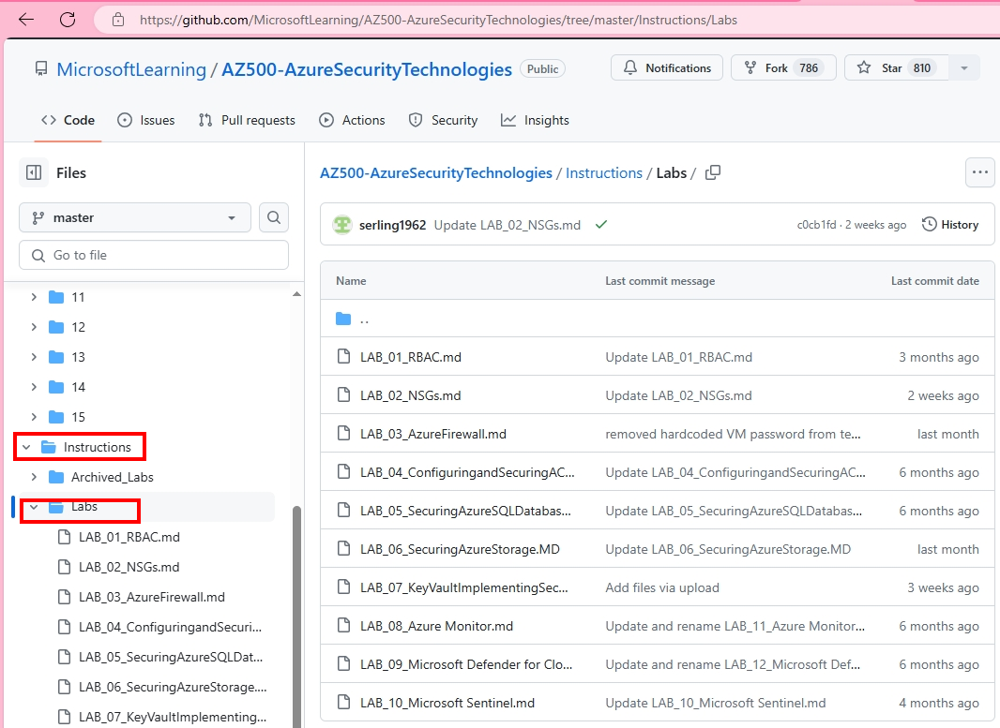 https://github.com/MicrosoftLearning/AZ500-AzureSecurityTechnologies/tree/master/Instructions/Labs
MicrosoftLearning / AZ500-AzureSecurityTechnologies Public
Notifications Fork 786 Star 810
Code Issues Pull requests Actions Security Insights
Files
master
Go to file
11
12
13
14
15
Instructions
Archived_Labs
Labs
LAB_01_RBAC.md
LAB_02_NSGs.md
LAB_03_AzureFirewall.md
LAB_04_ConfiguringandSecuri...
LAB_05_SecuringAzureSQLDat...
LAB_06_SecuringAzureStorage....
LAB_07_KeyVaultImplementing...
AZ500-AzureSecurityTechnologies / Instructions / Labs /
serling1962 Update LAB_02_NSGs.md c0cb1fd · 2 weeks ago History
Name Last commit message Last commit date
..
LAB_01_RBAC.md Update LAB_01_RBAC.md 3 months ago
LAB_02_NSGs.md Update LAB_02_NSGs.md 2 weeks ago
LAB_03_AzureFirewall.md removed hardcoded VM password from te... last month
LAB_04_ConfiguringandSecuringAC... Update LAB_04_ConfiguringandSecuringAC... 6 months ago
LAB_05_SecuringAzureSQLDatabas... Update LAB_05_SecuringAzureSQLDatabas... 6 months ago
LAB_06_SecuringAzureStorage.MD Update LAB_06_SecuringAzureStorage.MD last month
LAB_07_KeyVaultImplementingSec... Add files via upload 3 weeks ago
LAB_08_Azure Monitor.md Update and rename LAB_11_Azure Monitor... 6 months ago
LAB_09_Microsoft Defender for Clo... Update and rename LAB_12_Microsoft Def... 6 months ago
LAB_10_Microsoft Sentinel.md Update LAB_10_Microsoft Sentinel.md 4 months ago